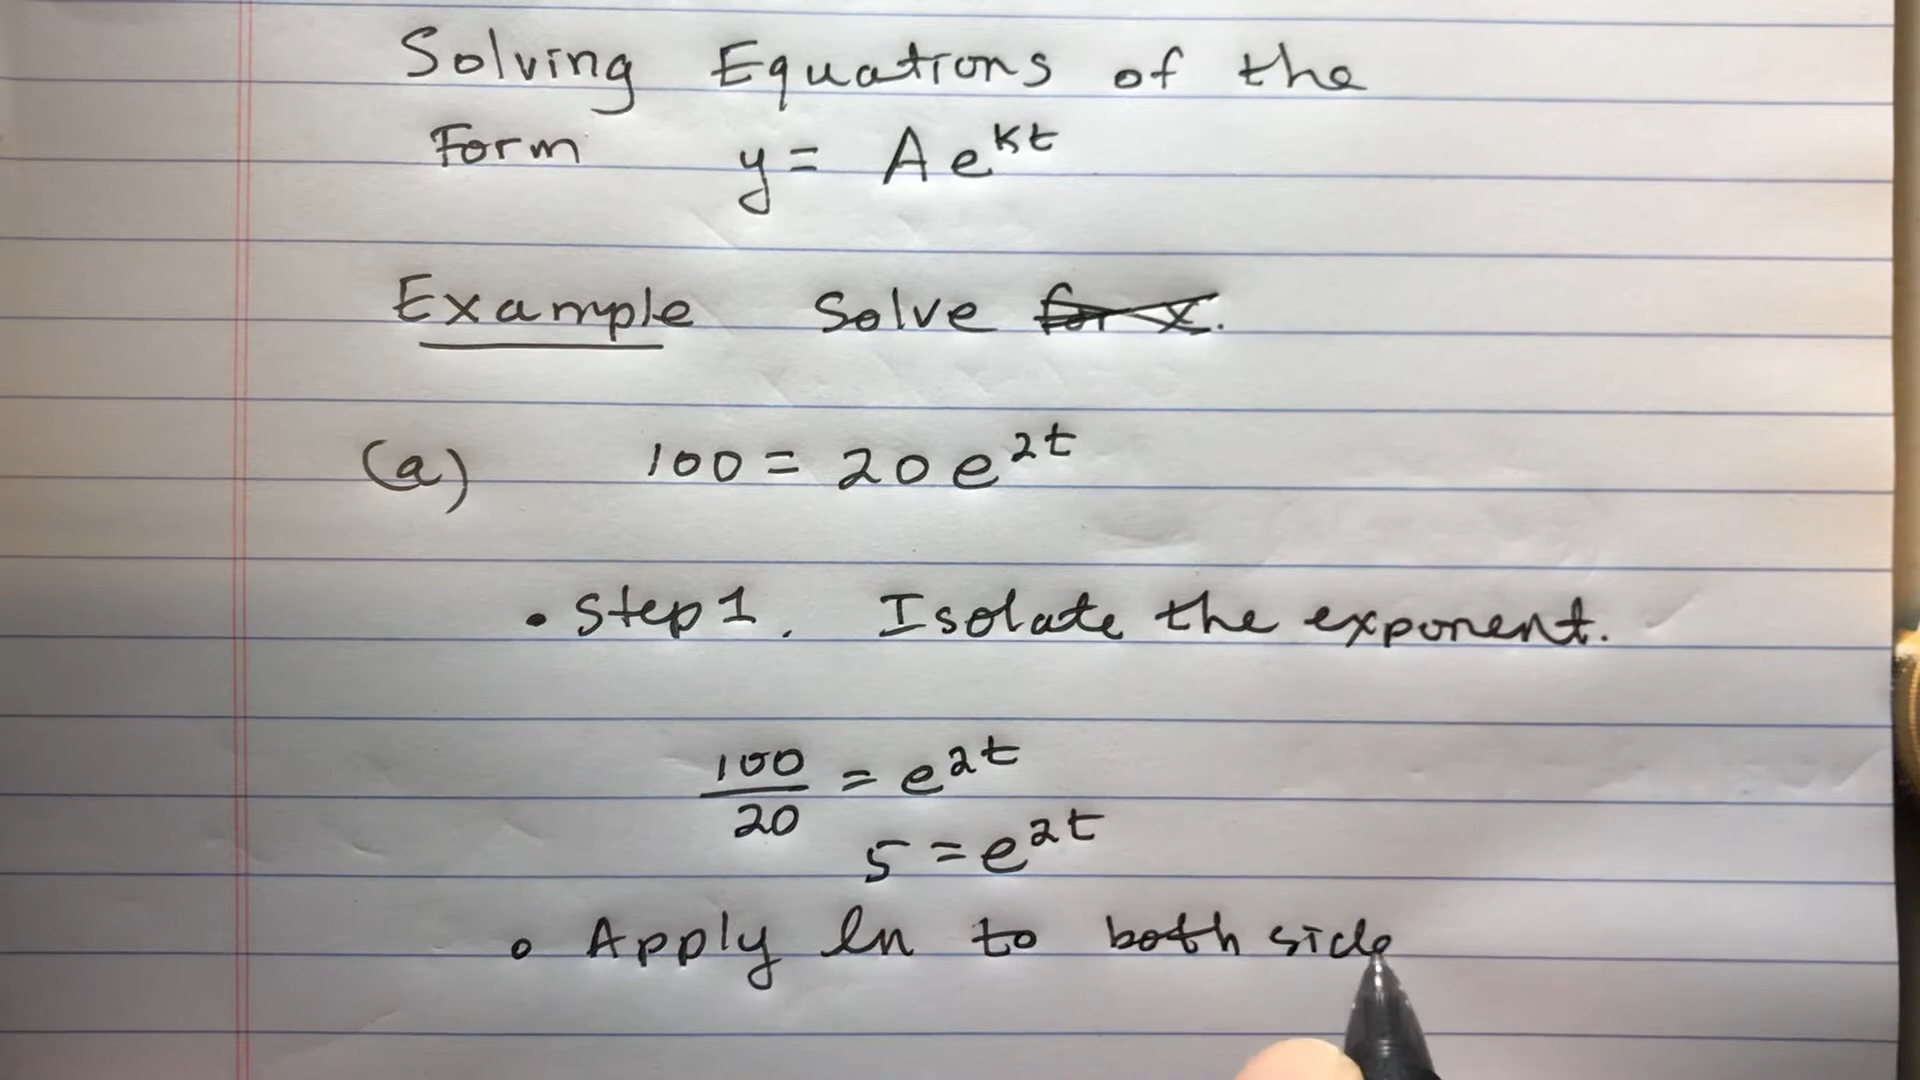 Solving Equations of the
Form y = Ae^{kt}
Example Solve for x.
(a) 100 = 20 e^{2t}
• Step 1. Isolate the exponent.
100/20 = e^{2t}
5 = e^{2t}
• Apply ln to both side